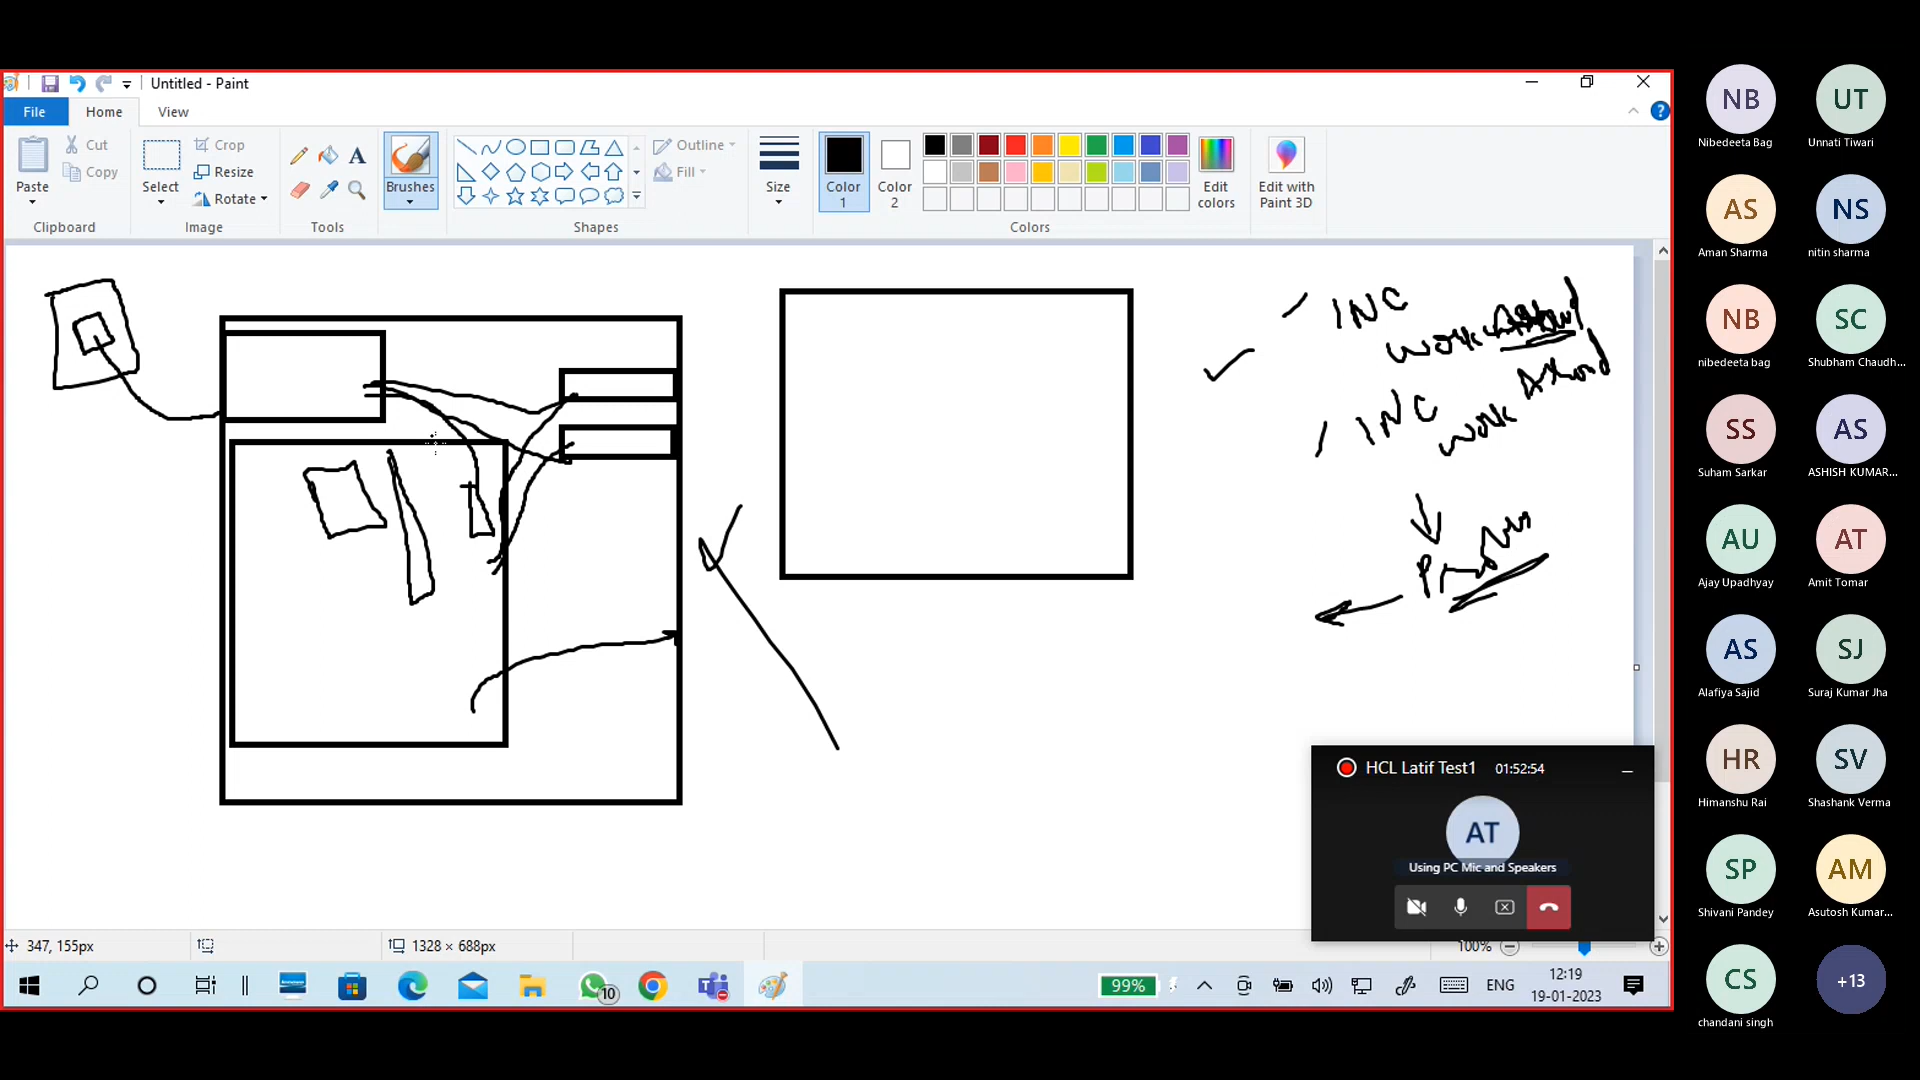 Untitled - Paint
File
Home
View
Paste
Cut
Copy
Clipboard
Select
Crop
Resize
Rotate
Image
A
Tools
Brushes
Outline
Fill
Shapes
Size
Color
1
Color
2
Edit
colors
Edit with
Paint 3D
Colors
?
INC
work
INC
work
347, 155px
1328 × 688px
100%
HCL Latif Test1
01:52:54
AT
Using PC Mic and Speakers
10
99%
ENG
12:19
19-01-2023
NB
Nibedeeta Bag
UT
Unnati Tiwari
AS
Aman Sharma
NS
nitin sharma
NB
nibedeeta bag
SC
Shubham Chaudh...
SS
Suham Sarkar
AS
ASHISH KUMAR...
AU
Ajay Upadhyay
AT
Amit Tomar
AS
Alafiya Sajid
SJ
Suraj Kumar Jha
HR
Himanshu Rai
SV
Shashank Verma
SP
Shivani Pandey
AM
Asutosh Kumar...
CS
chandani singh
+13